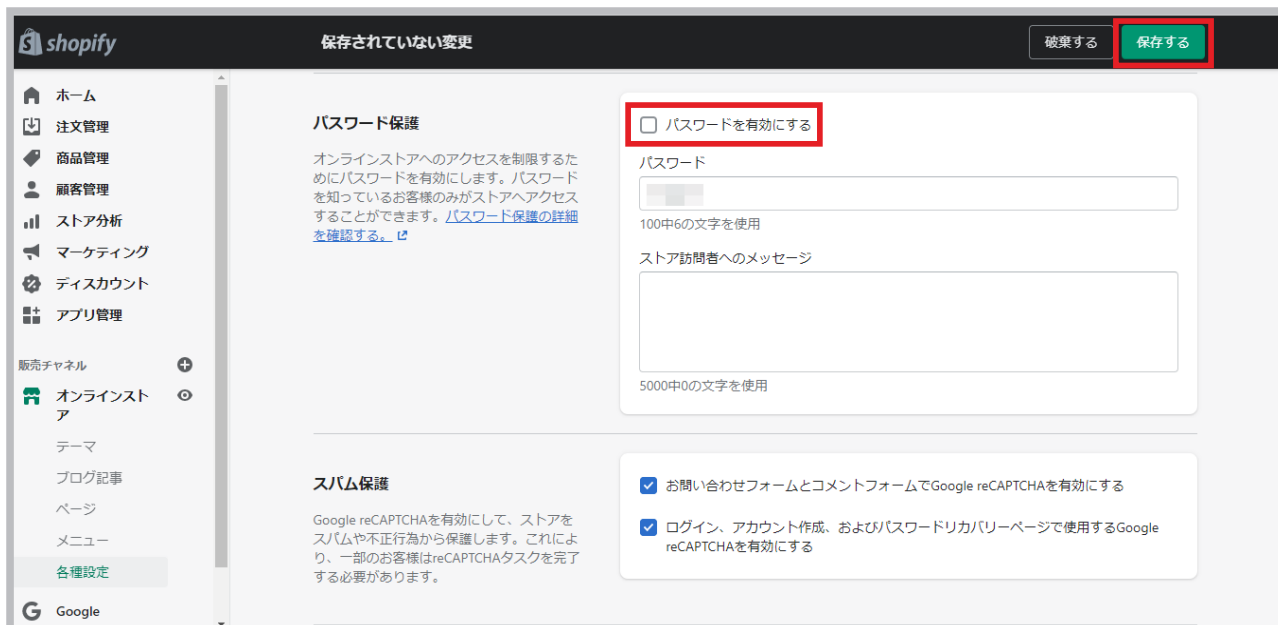 shopify
保存されていない変更
破棄する
保存する
ホーム
注文管理
商品管理
顧客管理
ストア分析
マーケティング
ディスカウント
アプリ管理
販売チャネル
オンラインスト
ア
テーマ
ブログ記事
ページ
メニュー
各種設定
Google
パスワード保護
オンラインストアへのアクセスを制限するた
めにパスワードを有効にします。パスワード
を知っているお客様のみがストアへアクセス
することができます。パスワード保護の詳細
を確認する。
パスワードを有効にする
パスワード
100中6の文字を使用
ストア訪問者へのメッセージ
5000中0の文字を使用
スパム保護
Google reCAPTCHAを有効にして、ストアを
スパムや不正行為から保護します。これによ
り、一部のお客様はreCAPTCHAタスクを完了
する必要があります。
お問い合わせフォームとコメントフォームでGoogle reCAPTCHAを有効にする
ログイン、アカウント作成、およびパスワードリカバリーページで使用するGoogle
reCAPTCHAを有効にする